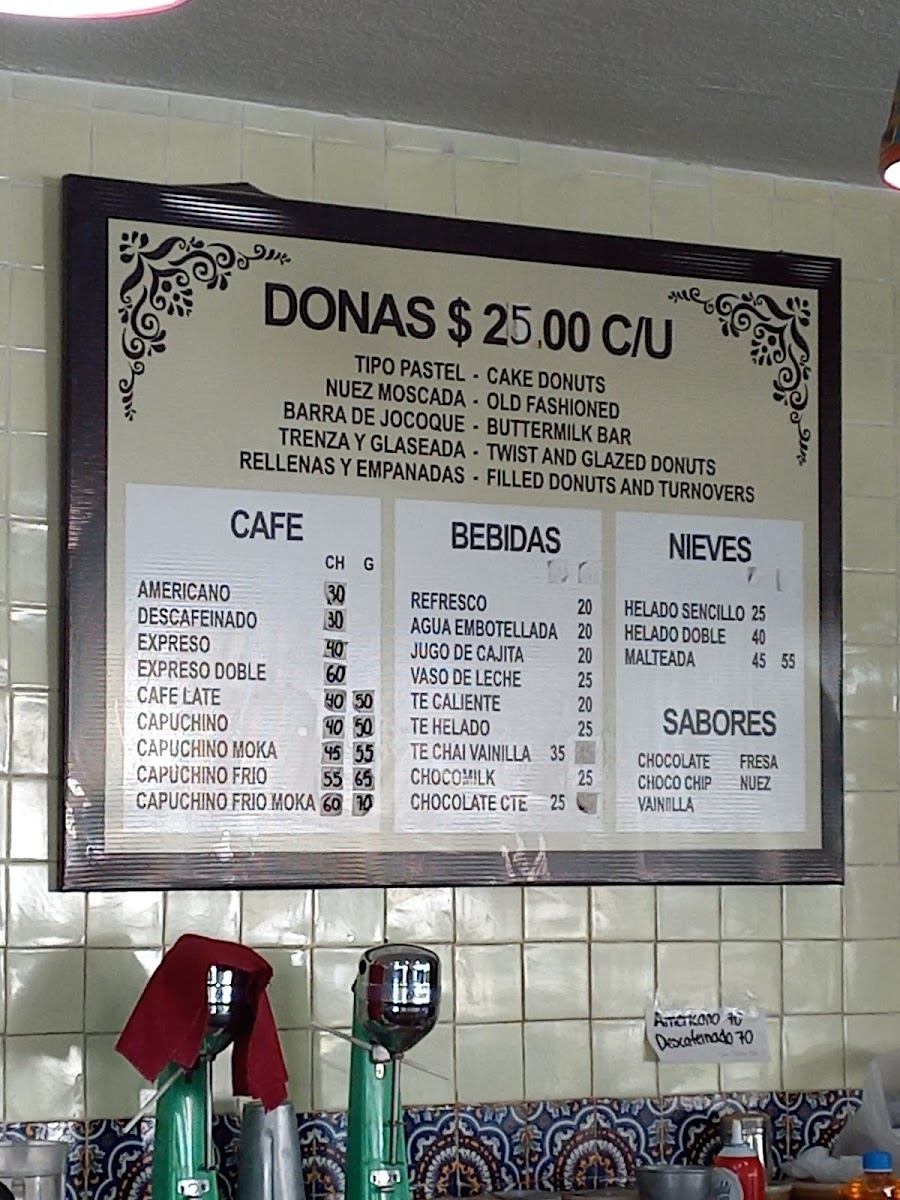 DONAS $ 25.00 C/U
TIPO PASTEL - CAKE DONUTS
NUEZ MOSCADA - OLD FASHIONED
BARRA DE JOCOQUE - BUTTERMILK BAR
TRENZA Y GLASEADA - TWIST AND GLAZED DONUTS
RELLENAS Y EMPANADAS - FILLED DONUTS AND TURNOVERS
CAFE
CH G
AMERICANO 30
DESCAFEINADO 30
EXPRESO 40
EXPRESO DOBLE 60
CAFE LATE 40 50
CAPUCHINO 40 50
CAPUCHINO MOKA 45 55
CAPUCHINO FRIO 55 65
CAPUCHINO FRIO MOKA 60 70
BEBIDAS
REFRESCO 20
AGUA EMBOTELLADA 20
JUGO DE CAJITA 20
VASO DE LECHE 25
TE CALIENTE 20
TE HELADO 25
TE CHAI VAINILLA 35 45
CHOCOMILK 25
CHOCOLATE CTE 25
NIEVES
HELADO SENCILLO 25
HELADO DOBLE 40
MALTEADA 45 55
SABORES
CHOCOLATE FRESA
CHOCO CHIP NUEZ
VAINILLA
Americano 70
Descafeinado 70